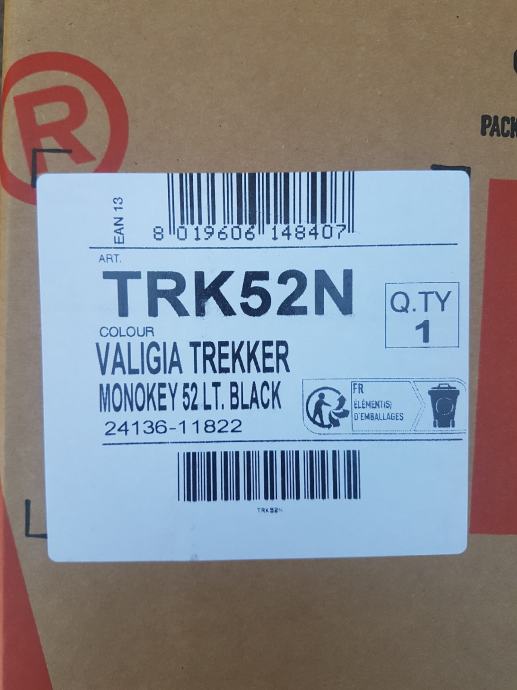 ®
PACK
EAN 13
8 019606 148407
ART.
TRK52N
Q.TY
1
COLOUR
VALIGIA TREKKER
MONOKEY 52 LT. BLACK
24136-11822
FR
ÉLÉMENT(S)
D'EMBALLAGES
TRK52N